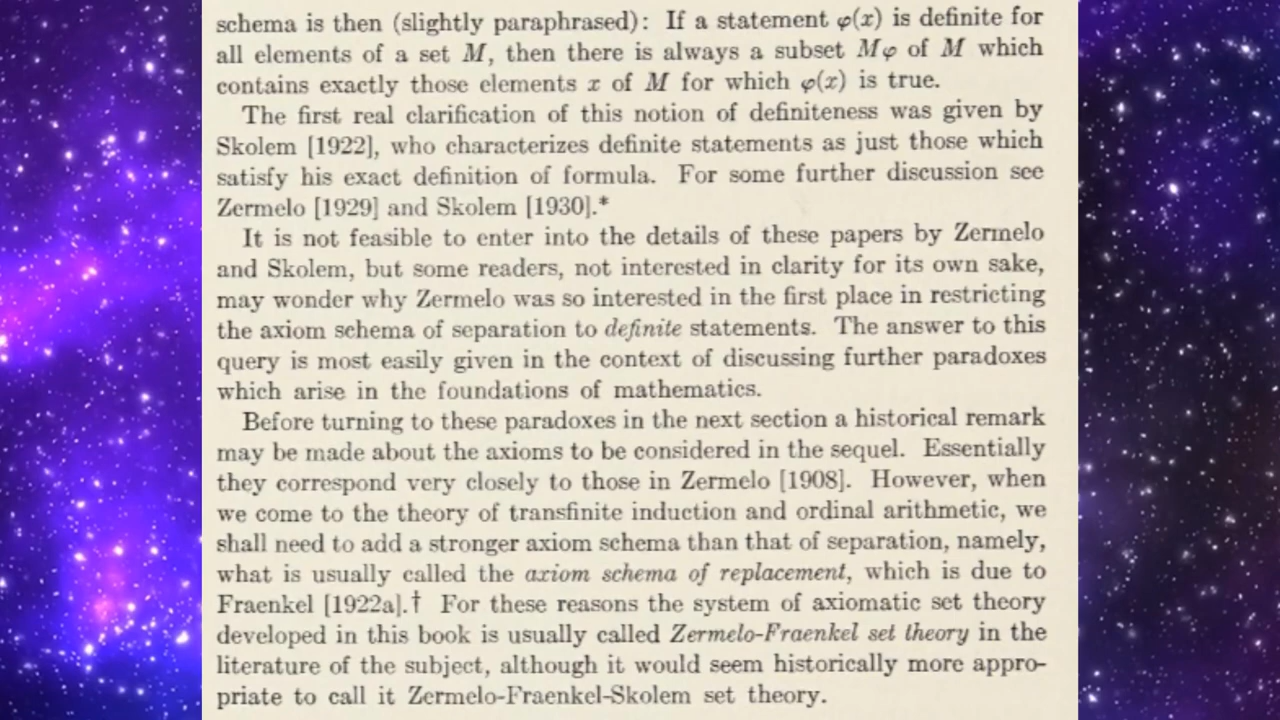 schema is then (slightly paraphrased): If a statement φ(x) is definite for
all elements of a set M, then there is always a subset Mφ of M which
contains exactly those elements x of M for which φ(x) is true.
The first real clarification of this notion of definiteness was given by
Skolem [1922], who characterizes definite statements as just those which
satisfy his exact definition of formula. For some further discussion see
Zermelo [1929] and Skolem [1930].*
It is not feasible to enter into the details of these papers by Zermelo
and Skolem, but some readers, not interested in clarity for its own sake,
may wonder why Zermelo was so interested in the first place in restricting
the axiom schema of separation to definite statements. The answer to this
query is most easily given in the context of discussing further paradoxes
which arise in the foundations of mathematics.
Before turning to these paradoxes in the next section a historical remark
may be made about the axioms to be considered in the sequel. Essentially
they correspond very closely to those in Zermelo [1908]. However, when
we come to the theory of transfinite induction and ordinal arithmetic, we
shall need to add a stronger axiom schema than that of separation, namely,
what is usually called the axiom schema of replacement, which is due to
Fraenkel [1922a].† For these reasons the system of axiomatic set theory
developed in this book is usually called Zermelo-Fraenkel set theory in the
literature of the subject, although it would seem historically more appro-
priate to call it Zermelo-Fraenkel-Skolem set theory.